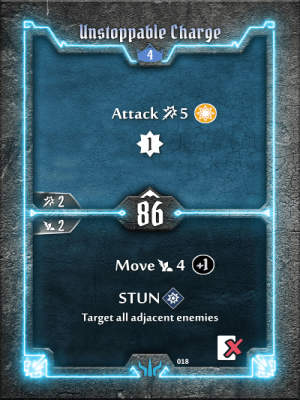 Unstoppable Charge
4
Attack 5
1
2
86
2
Move 4 +1
STUN
Target all adjacent enemies
018